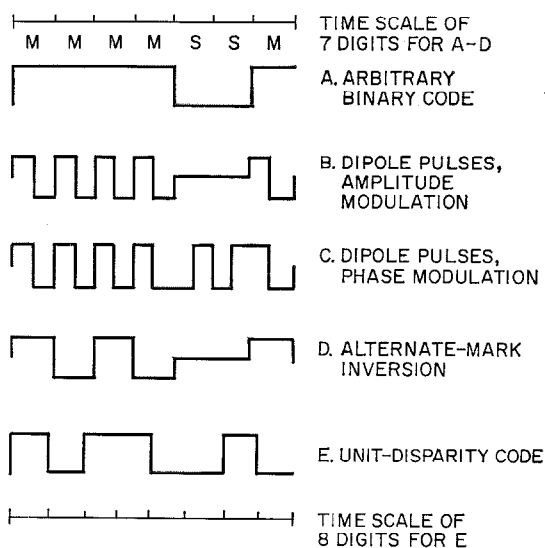 TIME SCALE OF
7 DIGITS FOR A-D
M M M M S S M
A. ARBITRARY
BINARY CODE
B. DIPOLE PULSES,
AMPLITUDE
MODULATION
C. DIPOLE PULSES,
PHASE MODULATION
D. ALTERNATE-MARK
INVERSION
E. UNIT-DISPARITY CODE
TIME SCALE OF
8 DIGITS FOR E